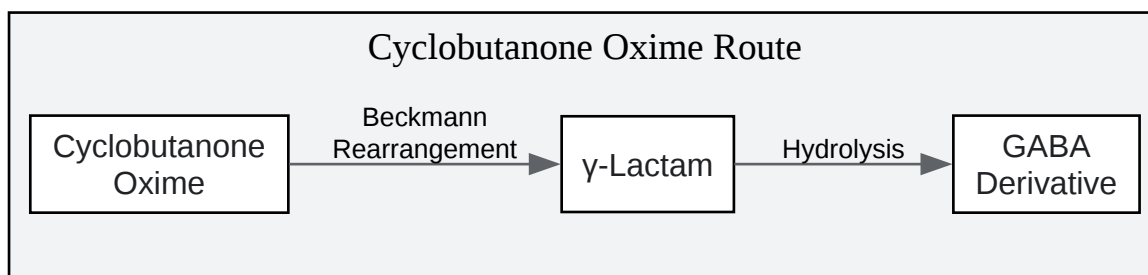 Cyclobutanone Oxime Route
Cyclobutanone
Oxime
Beckmann
Rearrangement
γ-Lactam
Hydrolysis
GABA
Derivative